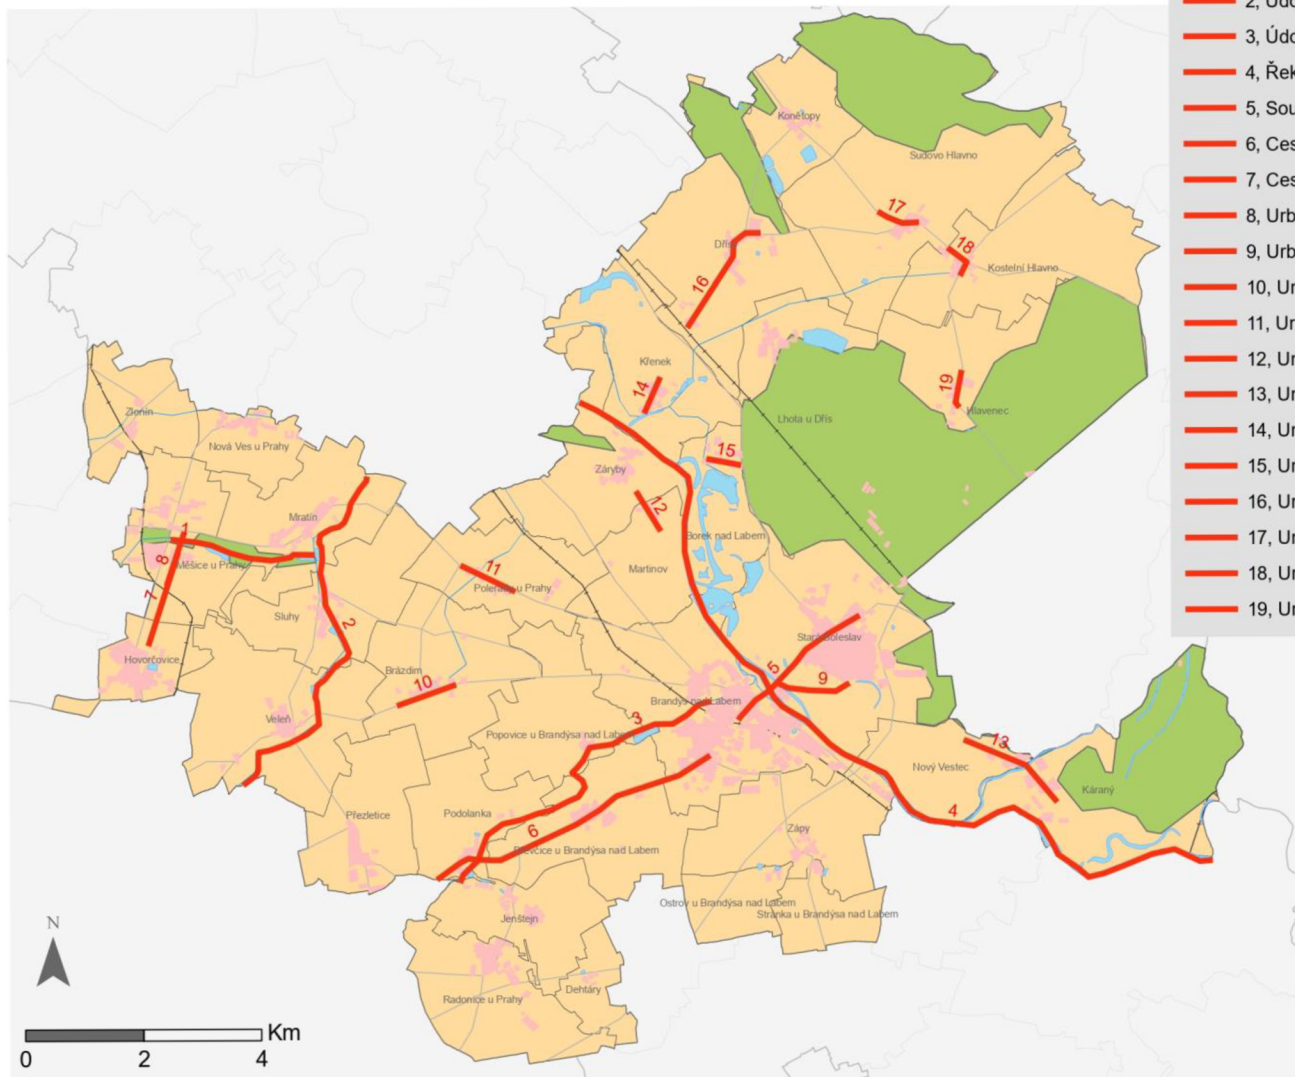 3, Údo
4, Řek
5, Sou
6, Ces
7, Ces
8, Urb
9, Urb
10, Ur
11, Ur
12, Ur
13, Ur
14, Ur
15, Ur
16, Ur
17, Ur
18, Ur
19, Ur
Konětopy
Sudovo Hlavno
17
Dřís
18
Kostelní Hlavno
16
Křenek
14
19
Hlavenec
Zlonín
Lhota u Dřís
Nová Ves u Prahy
15
Záryby
12
Mratín
1
Borek nad Labem
8
Měšice u Prahy
Martinov
11
Polerady u Prahy
7
Sluhy
2
Stará Boleslav
Hovorčovice
Brázdim
5
9
10
Brandýs nad Labem
Veleň
3
Popovice u Brandýsa nad Labem
13
Nový Vestec
Káraný
Přezletice
Podolanka
4
6
Zápy
Dřevčice u Brandýsa nad Labem
Ostrov u Brandýsa nad Labem
Stránka u Brandýsa nad Labem
Jenštejn
N
Dehtáry
Radonice u Prahy
Km
0 2 4